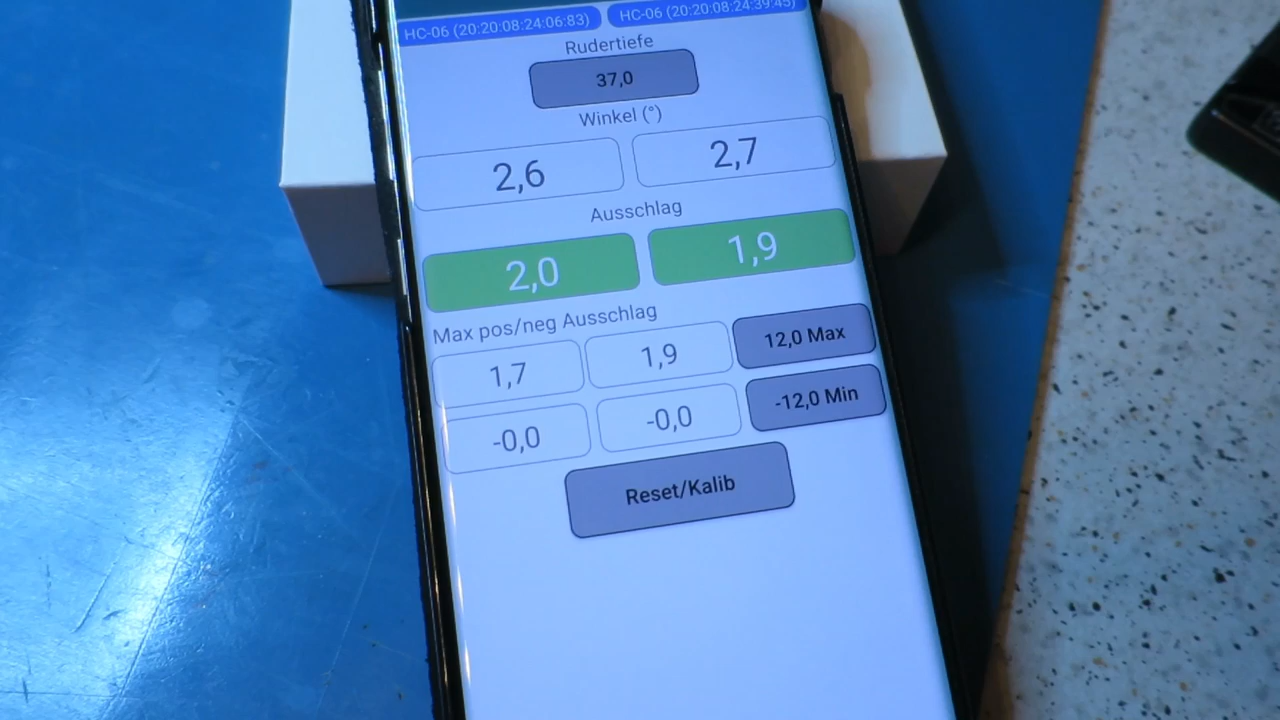 HC-06 (20:20:08:24:06:83) HC-06 (20:20:08:24:39:45)
Rudertiefe
37,0
Winkel (°)
2,6 2,7
Ausschlag
2,0 1,9
Max pos/neg Ausschlag
1,7 1,9 12,0 Max
-0,0 -0,0 -12,0 Min
Reset/Kalib